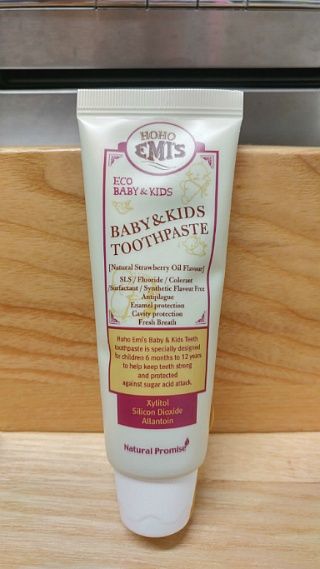 HOHO
EMI'S
ECO
BABY & KIDS
BABY & KIDS
TOOTHPASTE
[Natural Strawberry Oil Flavour]
SLS / Fluoride / Colorant
/Surfactant / Synthetic Flavour Free
Antiplaque
Enamel protection
Cavity protection
Fresh Breath
Hoho Emi's Baby & Kids Teeth
toothpaste is specially designed
for children 6 months to 12 years
to help keep teeth strong
and protected
against sugar acid attack.
Xylitol
Silicon Dioxide
Allantoin
Natural Promise